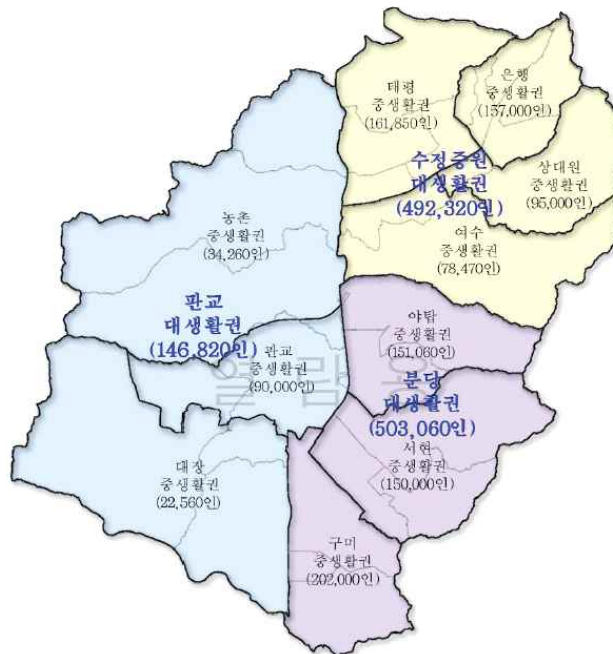 태평
중생활권
(161,850인)
은행
중생활권
(157,000인)
수정중원
대생활권
(492,320인)
상대원
중생활권
(95,000인)
여수
중생활권
(78,470인)
농촌
중생활권
(34,260인)
판교
대생활권
(146,820인)
판교
중생활권
(90,000인)
야탑
중생활권
(151,060인)
분당
대생활권
(503,060인)
서현
중생활권
(150,000인)
대장
중생활권
(22,560인)
구미
중생활권
(202,000인)
열람용